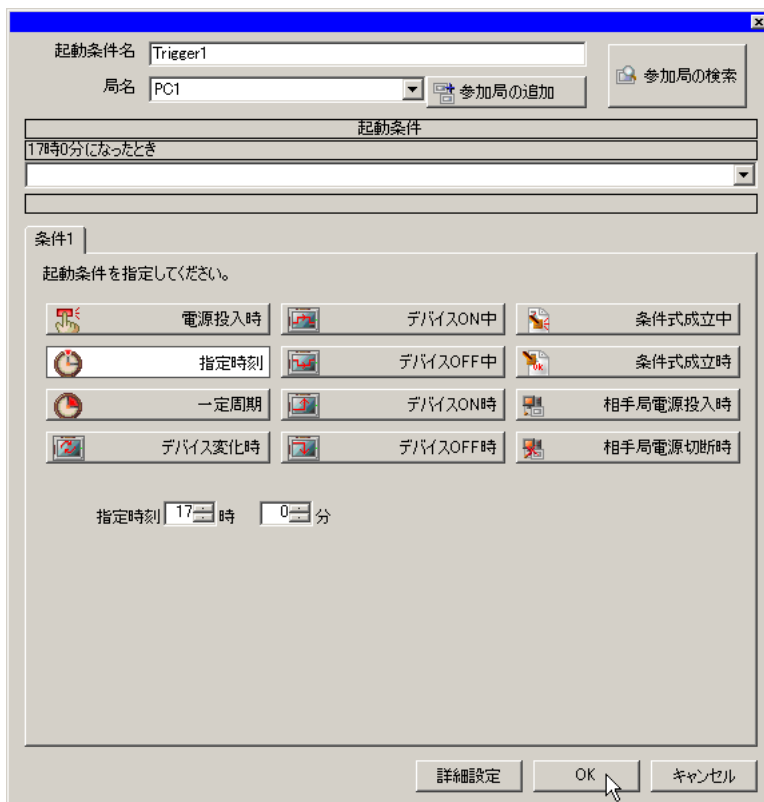 起動条件名 Trigger1
局名 PC1 参加局の追加 参加局の検索
起動条件
17時0分になったとき
条件1
起動条件を指定してください。
電源投入時 デバイスON中 条件式成立中
指定時刻 デバイスOFF中 条件式成立時
一定周期 デバイスON時 相手局電源投入時
デバイス変化時 デバイスOFF時 相手局電源切断時
指定時刻 17 時 0 分
詳細設定 OK キャンセル